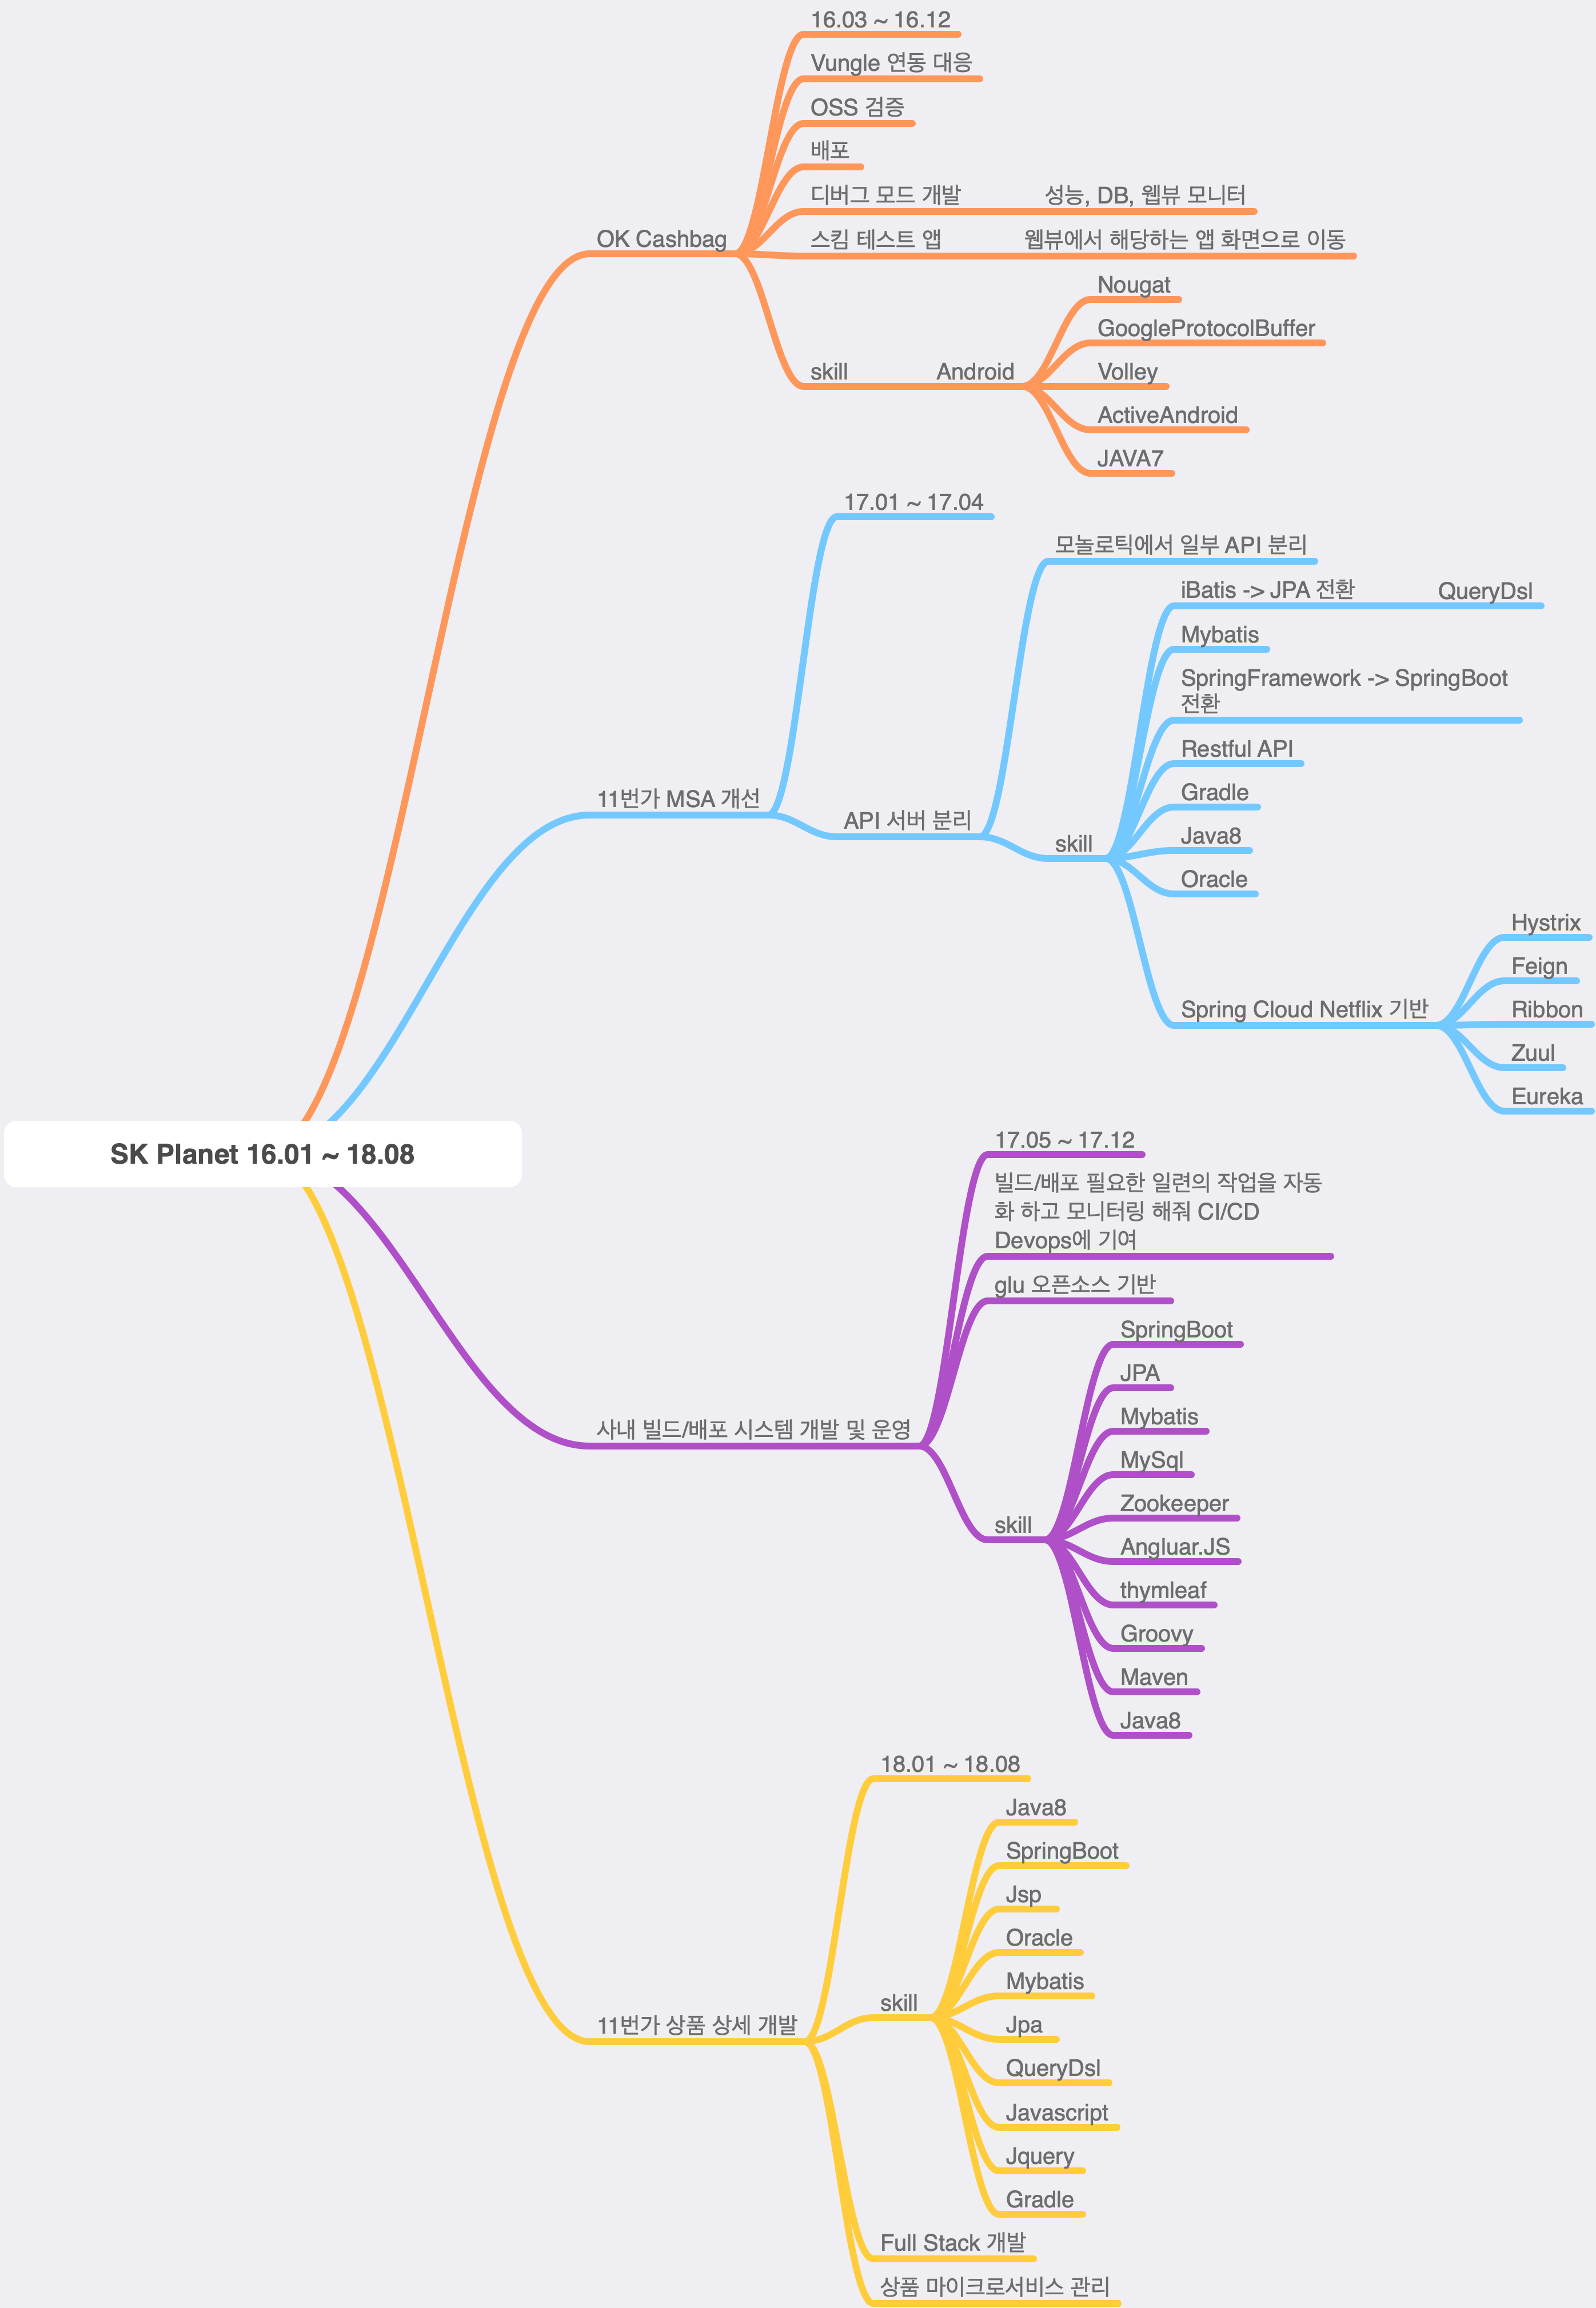 SK Planet 16.01 ~ 18.08
OK Cashbag
16.03 ~ 16.12
Vungle 연동 대응
OSS 검증
배포
디버그 모드 개발
성능, DB, 웹뷰 모니터
스킴 테스트 앱
웹뷰에서 해당하는 앱 화면으로 이동
skill
Android
Nougat
GoogleProtocolBuffer
Volley
ActiveAndroid
JAVA7
11번가 MSA 개선
17.01 ~ 17.04
API 서버 분리
모놀로틱에서 일부 API 분리
skill
iBatis -> JPA 전환
QueryDsl
Mybatis
SpringFramework -> SpringBoot
전환
Restful API
Gradle
Java8
Oracle
Spring Cloud Netflix 기반
Hystrix
Feign
Ribbon
Zuul
Eureka
사내 빌드/배포 시스템 개발 및 운영
17.05 ~ 17.12
빌드/배포 필요한 일련의 작업을 자동
화 하고 모니터링 해줘 CI/CD
Devops에 기여
glu 오픈소스 기반
skill
SpringBoot
JPA
Mybatis
MySql
Zookeeper
Angluar.JS
thymleaf
Groovy
Maven
Java8
11번가 상품 상세 개발
18.01 ~ 18.08
skill
Java8
SpringBoot
Jsp
Oracle
Mybatis
Jpa
QueryDsl
Javascript
Jquery
Gradle
Full Stack 개발
상품 마이크로서비스 관리